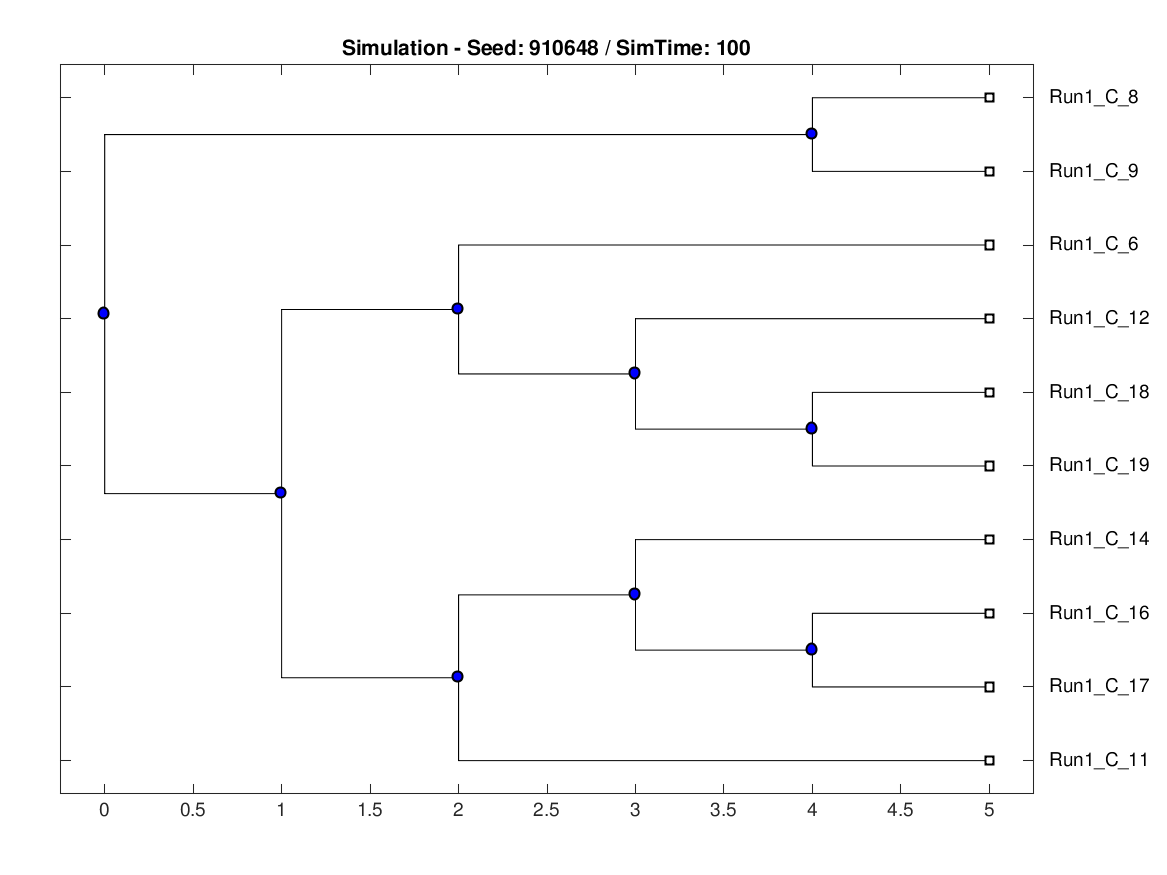 Simulation - Seed: 910648 / SimTime: 100
Run1_C_8
Run1_C_9
Run1_C_6
Run1_C_12
Run1_C_18
Run1_C_19
Run1_C_14
Run1_C_16
Run1_C_17
Run1_C_11
0 0.5 1 1.5 2 2.5 3 3.5 4 4.5 5